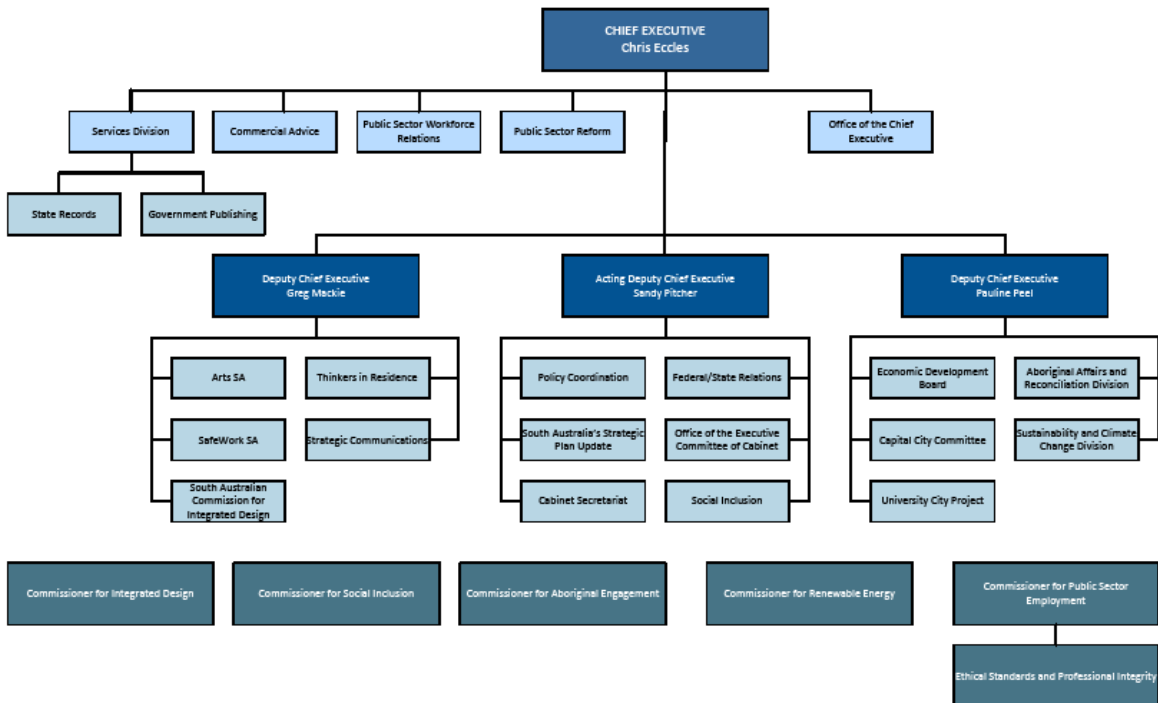 CHIEF EXECUTIVE
Chris Eccles
Services Division
Commercial Advice
Public Sector Workforce
Relations
Public Sector Reform
Office of the Chief
Executive
State Records
Government Publishing
Deputy Chief Executive
Greg Mackie
Acting Deputy Chief Executive
Sandy Pitcher
Deputy Chief Executive
Pauline Peel
Arts SA
Thinkers in Residence
SafeWork SA
Strategic Communications
South Australian
Commission for
Integrated Design
Policy Coordination
Federal/State Relations
South Australia's Strategic
Plan Update
Office of the Executive
Committee of Cabinet
Cabinet Secretariat
Social Inclusion
Economic Development
Board
Aboriginal Affairs and
Reconciliation Division
Capital City Committee
Sustainability and Climate
Change Division
University City Project
Commissioner for Integrated Design
Commissioner for Social Inclusion
Commissioner for Aboriginal Engagement
Commissioner for Renewable Energy
Commissioner for Public Sector
Employment
Ethical Standards and Professional Integrity